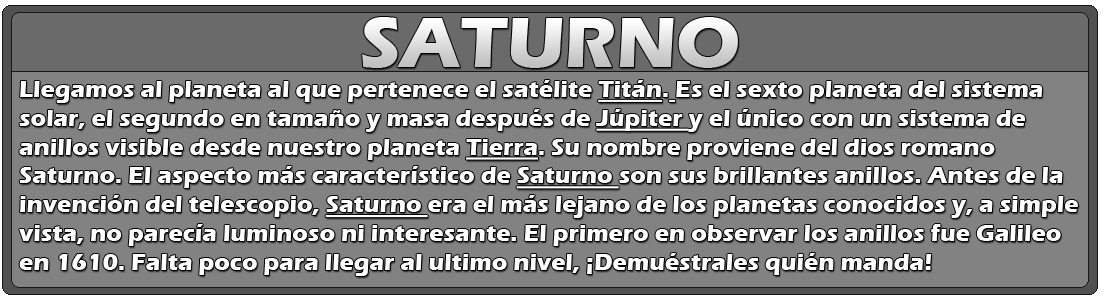 SATURNO
Llegamos al planeta al que pertenece el satélite Titán. Es el sexto planeta del sistema
solar, el segundo en tamaño y masa después de Júpiter y el único con un sistema de
anillos visible desde nuestro planeta Tierra. Su nombre proviene del dios romano
Saturno. El aspecto más característico de Saturno son sus brillantes anillos. Antes de la
invención del telescopio, Saturno era el más lejano de los planetas conocidos y, a simple
vista, no parecía luminoso ni interesante. El primero en observar los anillos fue Galileo
en 1610. Falta poco para llegar al ultimo nivel, ¡Demuéstrales quién manda!